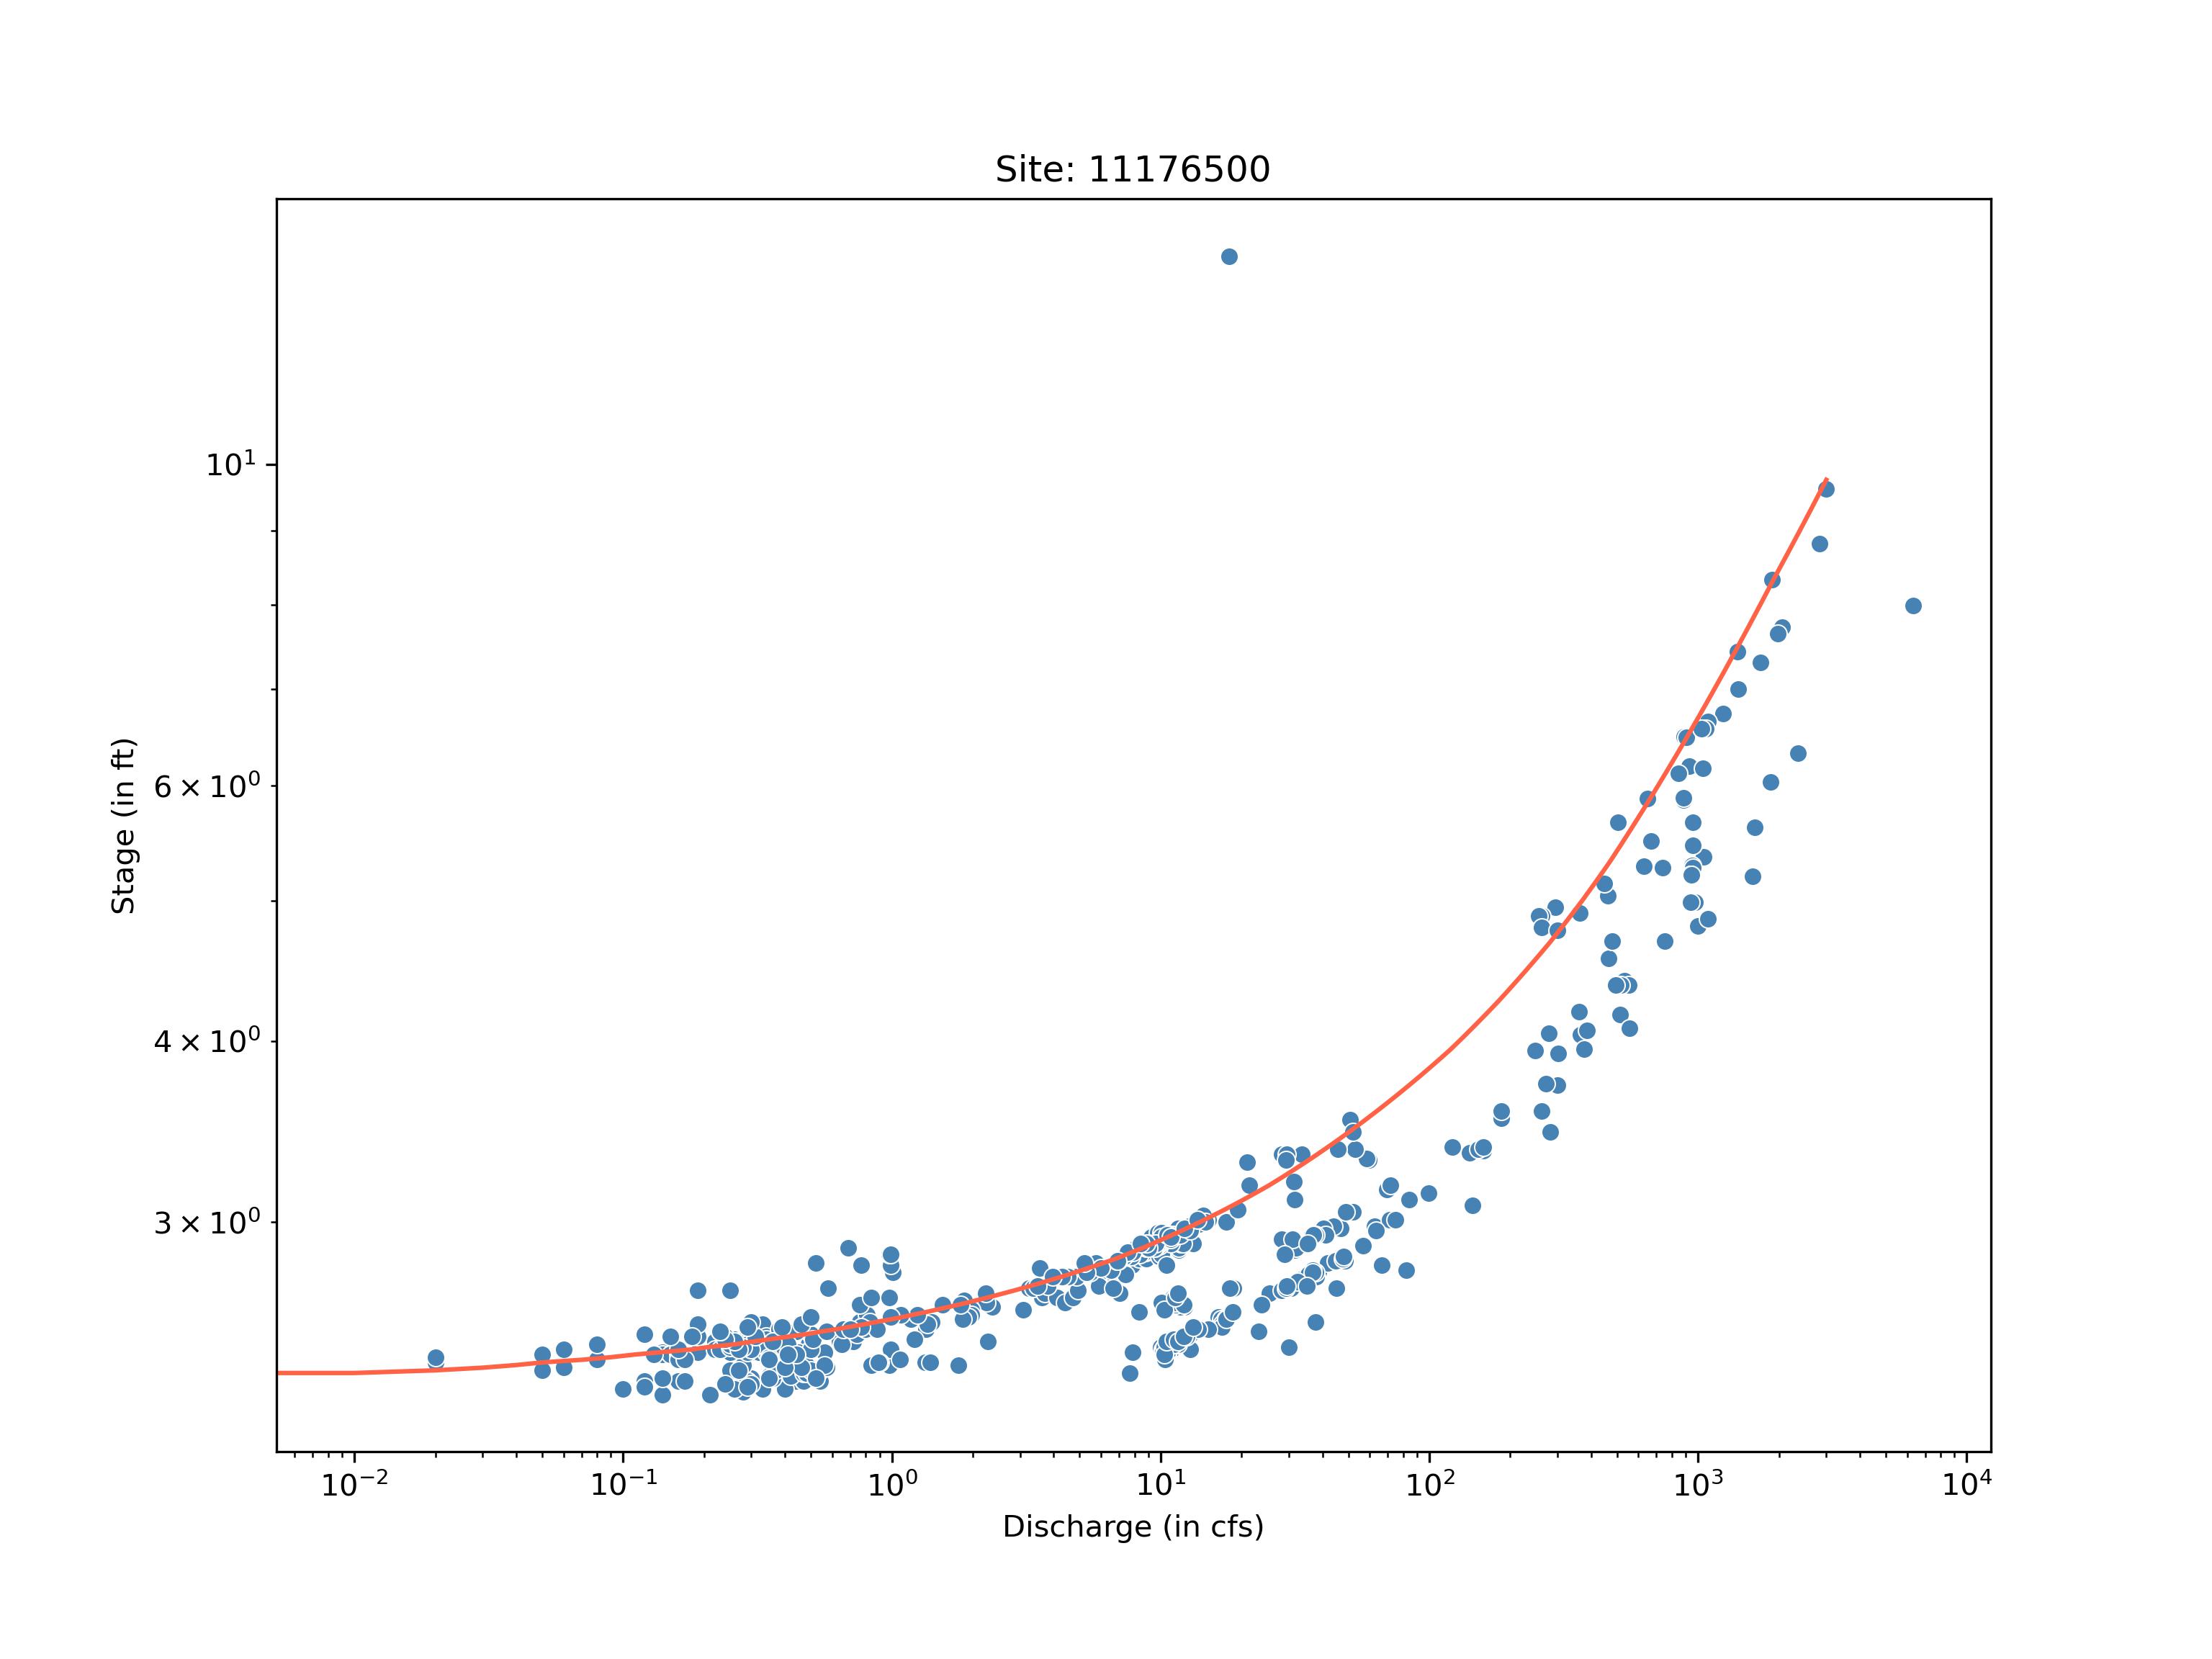 Site: 11176500
10¹
6 × 10⁰
4 × 10⁰
3 × 10⁰
Stage (in ft)
10⁻² 10⁻¹ 10⁰ 10¹ 10² 10³ 10⁴
Discharge (in cfs)